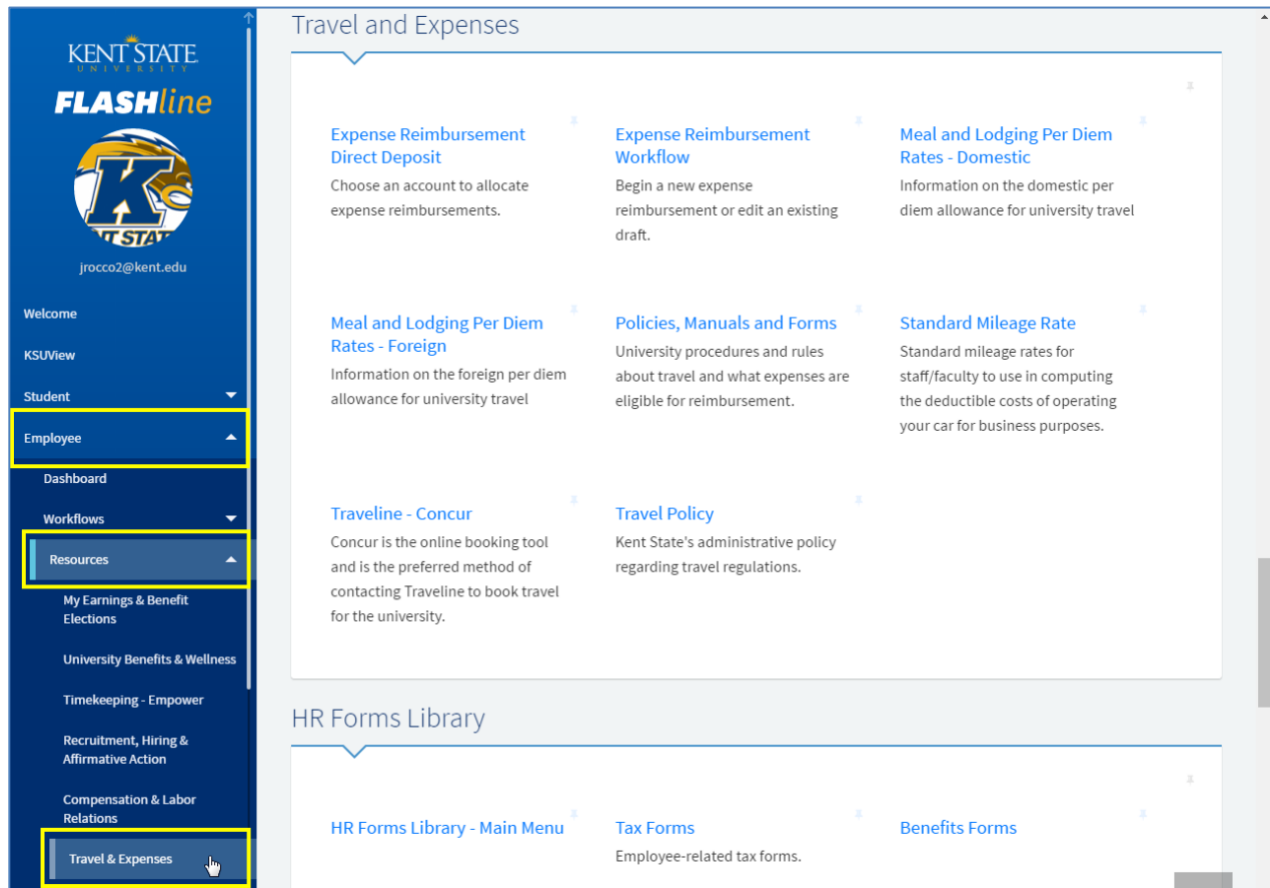 KENT STATE
UNIVERSITY
FLASHline
K
NT STAT
jrocco2@kent.edu
Welcome
KSUView
Student
Employee
Dashboard
Workflows
Resources
My Earnings & Benefit
Elections
University Benefits & Wellness
Timekeeping - Empower
Recruitment, Hiring &
Affirmative Action
Compensation & Labor
Relations
Travel & Expenses
Travel and Expenses
Expense Reimbursement
Direct Deposit
Choose an account to allocate
expense reimbursements.
Expense Reimbursement
Workflow
Begin a new expense
reimbursement or edit an existing
draft.
Meal and Lodging Per Diem
Rates - Domestic
Information on the domestic per
diem allowance for university travel
Meal and Lodging Per Diem
Rates - Foreign
Information on the foreign per diem
allowance for university travel
Policies, Manuals and Forms
University procedures and rules
about travel and what expenses are
eligible for reimbursement.
Standard Mileage Rate
Standard mileage rates for
staff/faculty to use in computing
the deductible costs of operating
your car for business purposes.
Traveline - Concur
Concur is the online booking tool
and is the preferred method of
contacting Traveline to book travel
for the university.
Travel Policy
Kent State's administrative policy
regarding travel regulations.
HR Forms Library
HR Forms Library - Main Menu
Tax Forms
Employee-related tax forms.
Benefits Forms